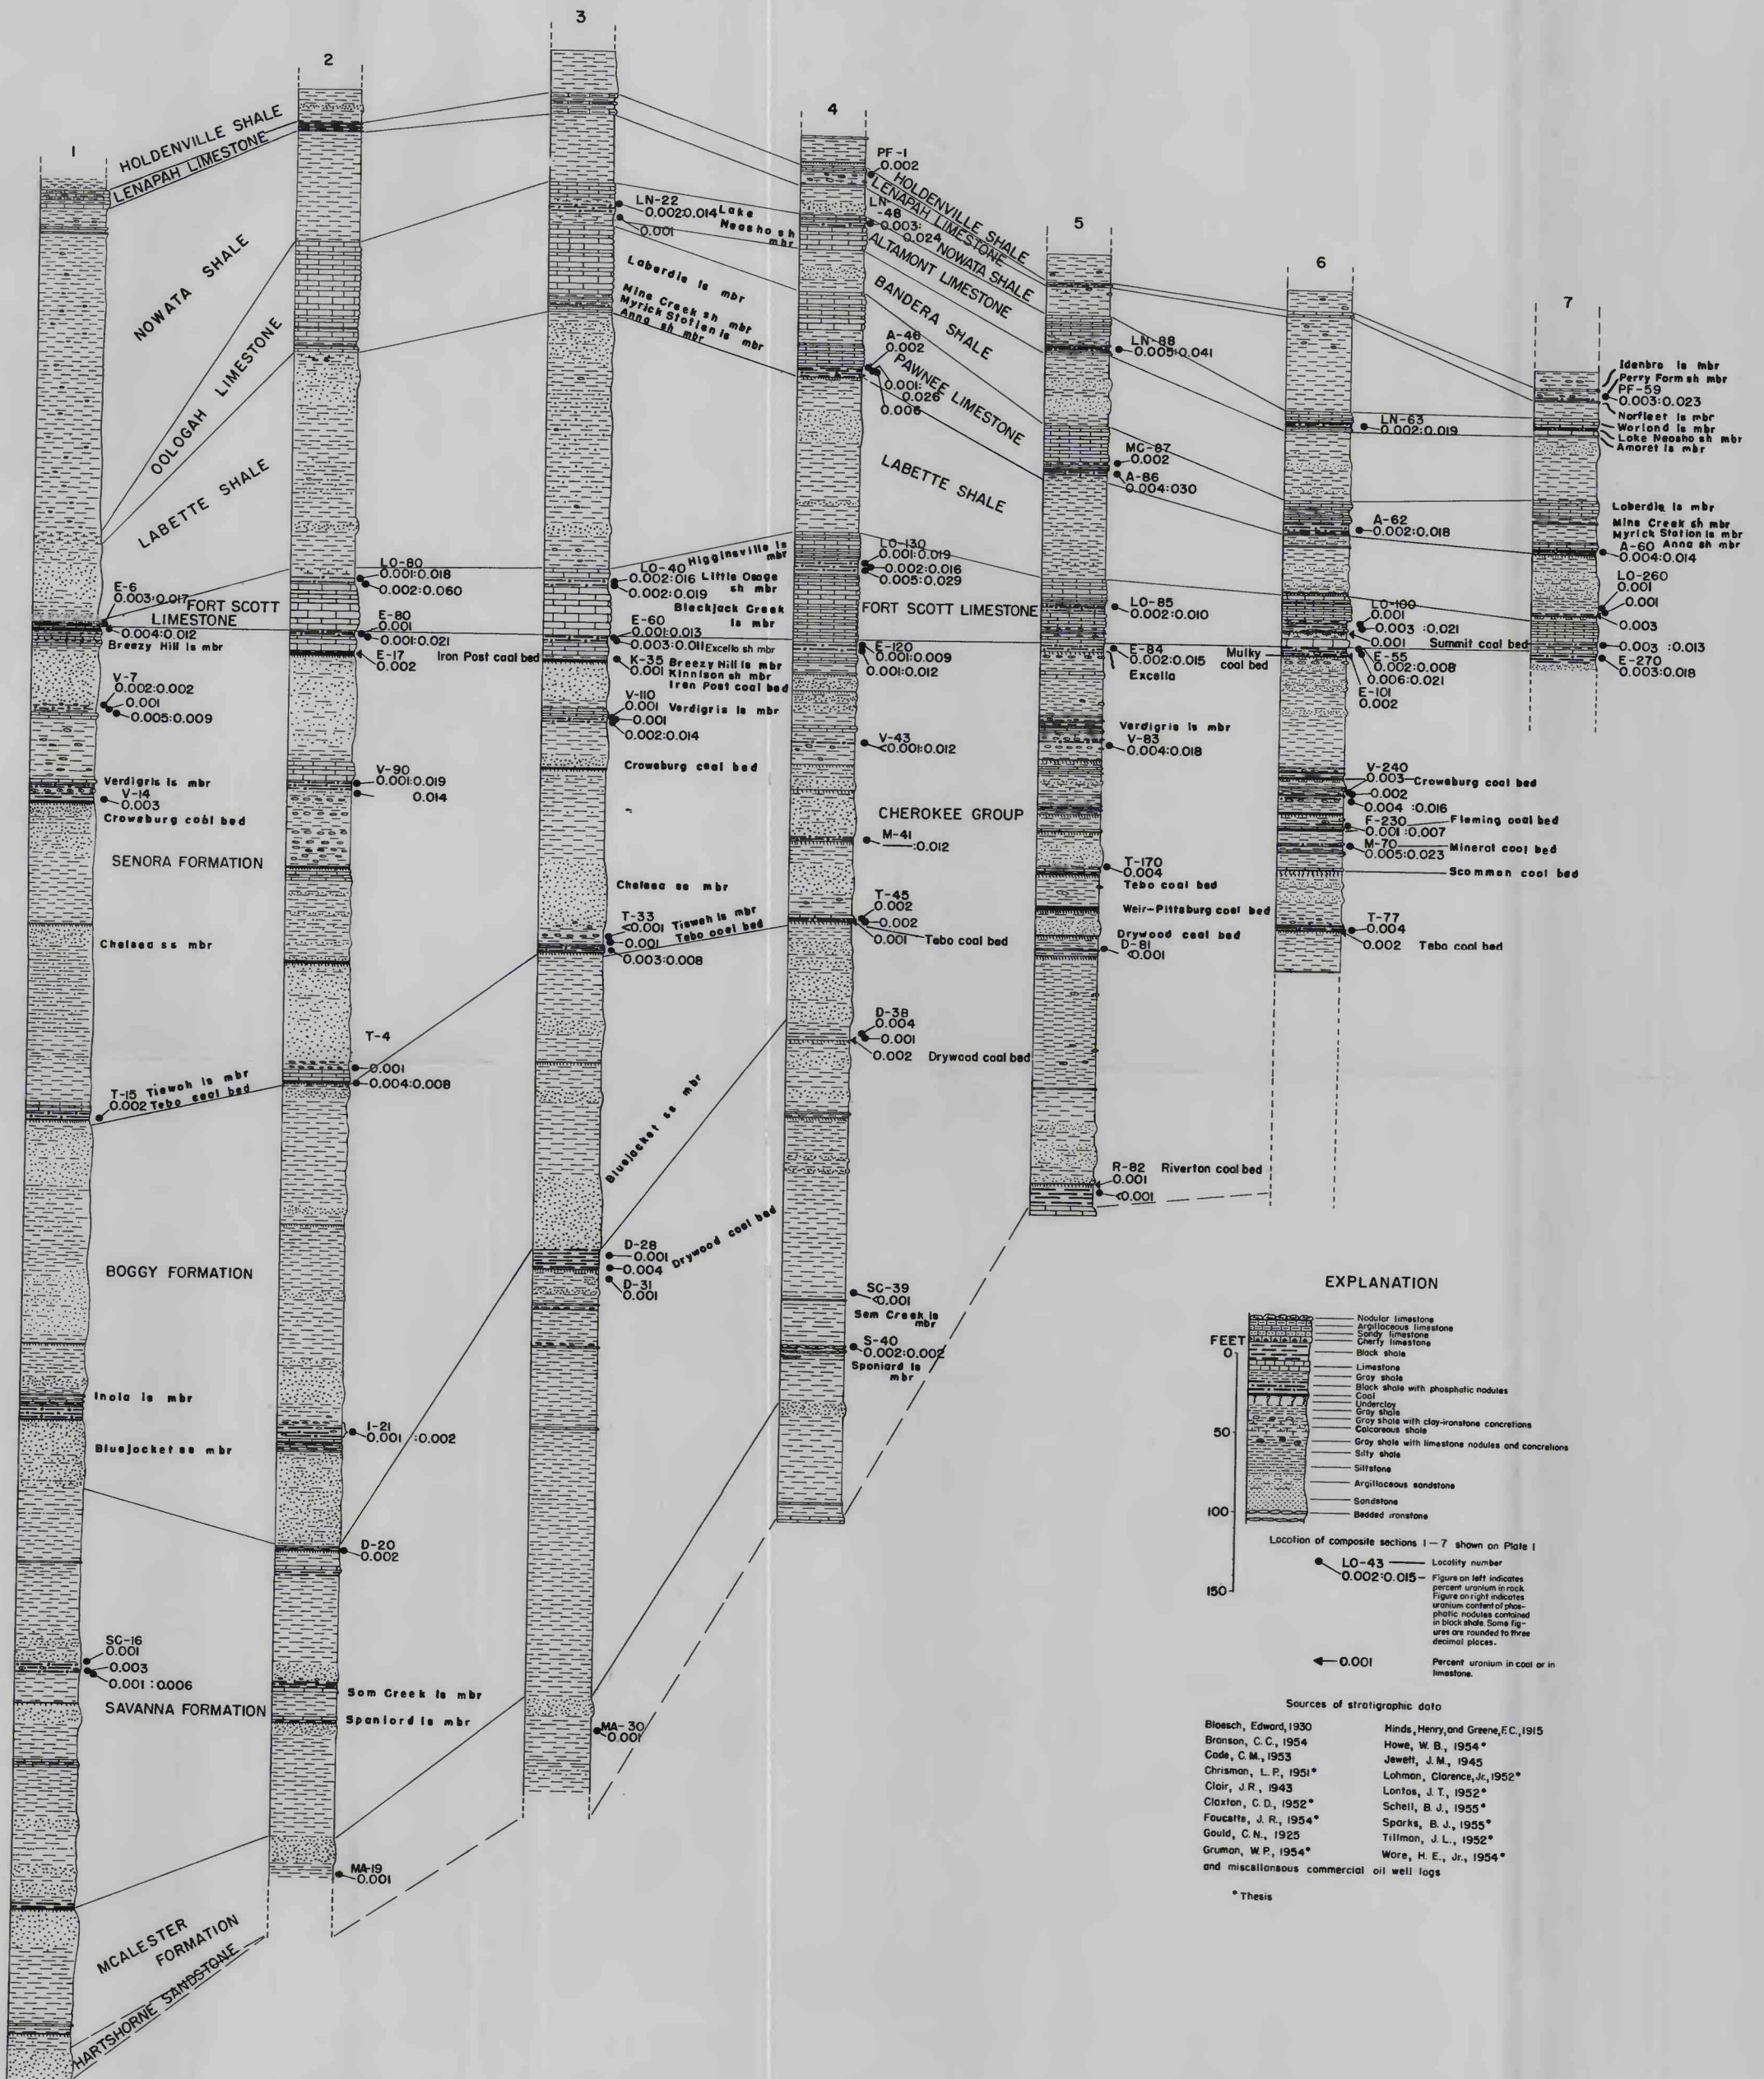 1
2
3
4
5
6
7
HOLDENVILLE SHALE
LENAPAH LIMESTONE
NOWATA SHALE
OOLOGAH LIMESTONE
LABETTE SHALE
E-6
0.003:0.017
FORT SCOTT
LIMESTONE
0.004:0.012
Breezy Hill ls mbr
V-7
0.002:0.002
0.001
0.005:0.009
Verdigris ls mbr
V-14
0.003
Croweburg coal bed
SENORA FORMATION
Chelsea ss mbr
T-15 Tiawah ls mbr
0.002 Tebo coal bed
BOGGY FORMATION
Inola ls mbr
Bluejacket ss mbr
SC-16
0.001
0.003
0.001 :0.006
SAVANNA FORMATION
MCALESTER
FORMATION
HARTSHORNE SANDSTONE
LO-80
0.001:0.018
0.002:0.060
E-80
0.001
0.001:0.021
E-17
0.002
Iron Post coal bed
V-90
0.001:0.019
0.014
T-4
0.001
0.004:0.008
I-21
0.001 :0.002
D-20
0.002
Sam Creek ls mbr
Spaniard ls mbr
MA-19
0.001
LN-22
0.002:0.014
0.001
Lake
Neosho sh
mbr
Laberdie ls mbr
Mine Creek sh mbr
Myrick Station ls mbr
Anna sh mbr
Higginsville ls
mbr
LO-40
0.002:016
0.002:0.019
Little Osage
sh mbr
Blackjack Creek
ls mbr
E-60
0.001:0.013
0.003:0.011 Excello sh mbr
K-35
0.001
Breezy Hill ls mbr
Kinnison sh mbr
Iron Post coal bed
V-110
0.001
Verdigris ls mbr
0.001
0.002:0.014
Croweburg coal bed
Chelsea ss mbr
T-33
<0.001 Tiawah ls mbr
0.001 Tebo coal bed
0.003:0.008
Bluejacket ss mbr
D-28
0.001
0.004
Drywood coal bed
D-31
0.001
MA-30
0.001
PF-1
0.002
HOLDENVILLE SHALE
LENAPAH LIMESTONE
LN
-48
0.003:
0.024
NOWATA SHALE
ALTAMONT LIMESTONE
BANDERA SHALE
A-46
0.002
PAWNEE LIMESTONE
0.001:
0.026
0.006
LABETTE SHALE
LO-130
0.001:0.019
0.002:0.016
0.005:0.029
FORT SCOTT LIMESTONE
E-120
0.001:0.009
0.001:0.012
V-43
<0.001:0.012
CHEROKEE GROUP
M-41
:0.012
T-45
0.002
0.002
0.001
Tebo coal bed
D-38
0.004
0.001
0.002 Drywood coal bed
SC-39
<0.001
Sam Creek ls
mbr
S-40
0.002:0.002
Spaniard ls
mbr
LN-88
0.005:0.041
MC-87
0.002
A-86
0.004:030
LO-85
0.002:0.010
E-84
0.002:0.015
Excello
Verdigris ls mbr
V-83
0.004:0.018
T-170
0.004
Tebo coal bed
Weir-Pittsburg coal bed
Drywood coal bed
D-81
<0.001
R-82 Riverton coal bed
0.001
<0.001
LN-63
0.002:0.019
A-62
0.002:0.018
LO-100
0.001
0.003 :0.021
0.001
Summit coal bed
Mulky
coal bed
E-55
0.002:0.008
0.006:0.021
E-101
0.002
V-240
0.003 Croweburg coal bed
0.002
0.004 :0.016
F-230 Fleming coal bed
0.001:0.007
M-70 Mineral coal bed
0.005:0.023
Scammon coal bed
T-77
0.004
0.002 Tebo coal bed
Idenbro ls mbr
Perry Farm sh mbr
PF-59
0.003:0.023
Norfleet ls mbr
Worland ls mbr
Lake Neosho sh mbr
Amoret ls mbr
Laberdie ls mbr
Mine Creek sh mbr
Myrick Station ls mbr
A-60 Anna sh mbr
0.004:0.014
LO-260
0.001
0.001
0.003
0.003 :0.013
E-270
0.003:0.018
EXPLANATION
FEET
0
50
100
150
Nodular limestone
Argillaceous limestone
Sandy limestone
Cherty limestone
Black shale
Limestone
Gray shale
Black shale with phosphatic nodules
Coal
Underclay
Gray shale
Gray shale with clay-ironstone concretions
Calcareous shale
Gray shale with limestone nodules and concretions
Silty shale
Siltstone
Argillaceous sandstone
Sandstone
Bedded ironstone
Location of composite sections 1-7 shown on Plate 1
LO-43 Locality number
0.002:0.015 Figure on left indicates
percent uranium in rock
Figure on right indicates
uranium content of phos-
phatic nodules contained
in black shale. Some fig-
ures are rounded to three
decimal places.
0.001 Percent uranium in coal or in
limestone.
Sources of stratigraphic data
Bloesch, Edward, 1930
Branson, C. C., 1954
Cade, C. M., 1953
Chrisman, L. P., 1951*
Clair, J. R., 1943
Claxton, C. D., 1952*
Faucette, J. R., 1954*
Gould, C. N., 1925
Gruman, W. P., 1954*
and miscellaneous commercial oil well logs
Hinds, Henry, and Greene, F. C., 1915
Howe, W. B., 1954*
Jewett, J. M., 1945
Lohman, Clarence, Jr., 1952*
Lontos, J. T., 1952*
Schell, B. J., 1955*
Sparks, B. J., 1955*
Tillman, J. L., 1952*
Ware, H. E., Jr., 1954*
* Thesis